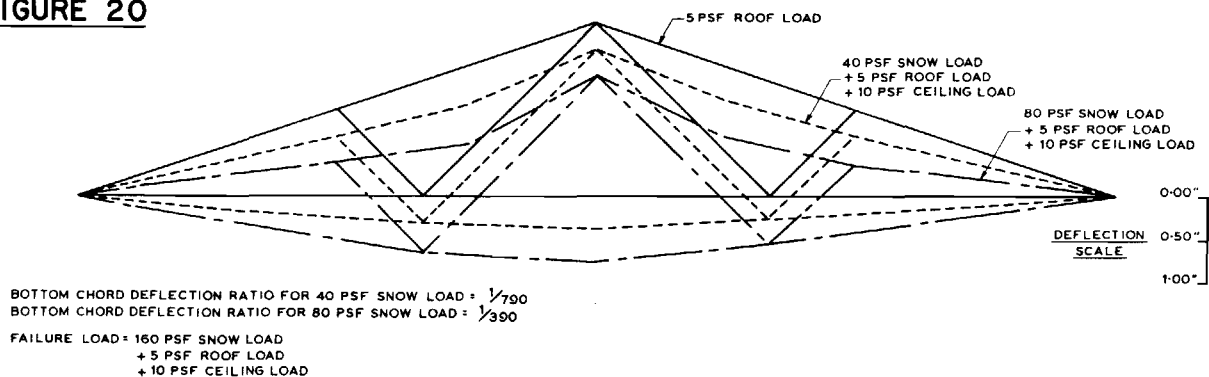 IGURE 20
5 PSF ROOF LOAD
40 PSF SNOW LOAD
+ 5 PSF ROOF LOAD
+ 10 PSF CEILING LOAD
80 PSF SNOW LOAD
+ 5 PSF ROOF LOAD
+ 10 PSF CEILING LOAD
0·00"
DEFLECTION 0·50"
SCALE
1·00"
BOTTOM CHORD DEFLECTION RATIO FOR 40 PSF SNOW LOAD = 1/790
BOTTOM CHORD DEFLECTION RATIO FOR 80 PSF SNOW LOAD = 1/390
FAILURE LOAD = 160 PSF SNOW LOAD
+ 5 PSF ROOF LOAD
+ 10 PSF CEILING LOAD